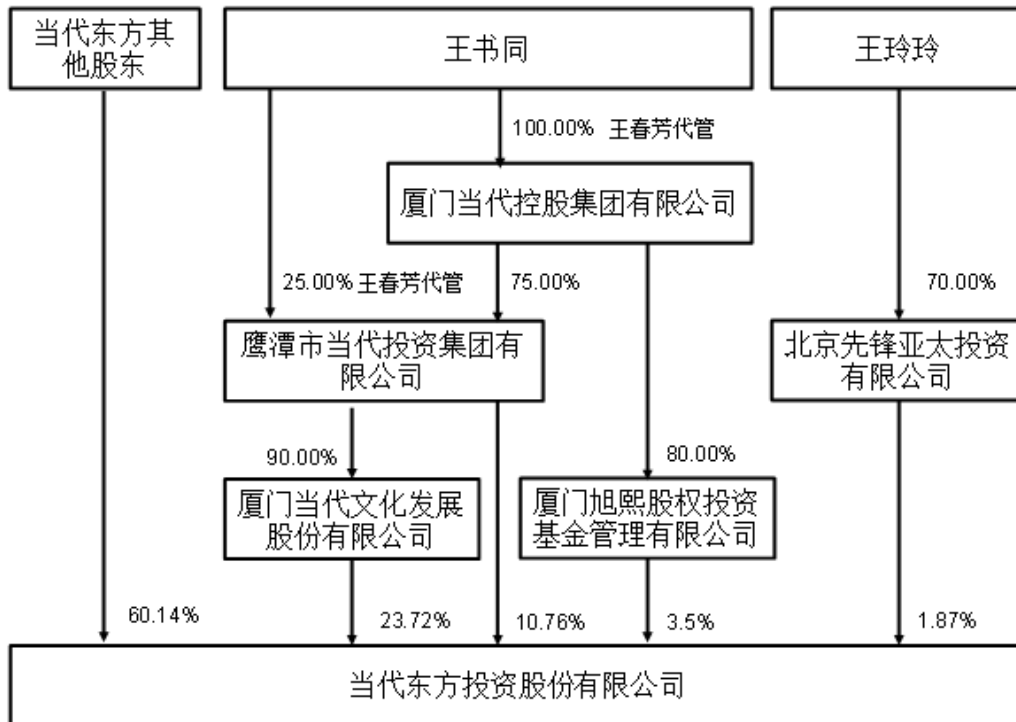 当代东方其
他股东
王书同
王玲玲
100.00% 王春芳代管
厦门当代控股集团有限公司
25.00% 王春芳代管
75.00%
70.00%
鹰潭市当代投资集团有
限公司
北京先锋亚太投资
有限公司
90.00%
80.00%
厦门当代文化发展
股份有限公司
厦门旭熙股权投资
基金管理有限公司
60.14%
23.72%
10.76%
3.5%
1.87%
当代东方投资股份有限公司